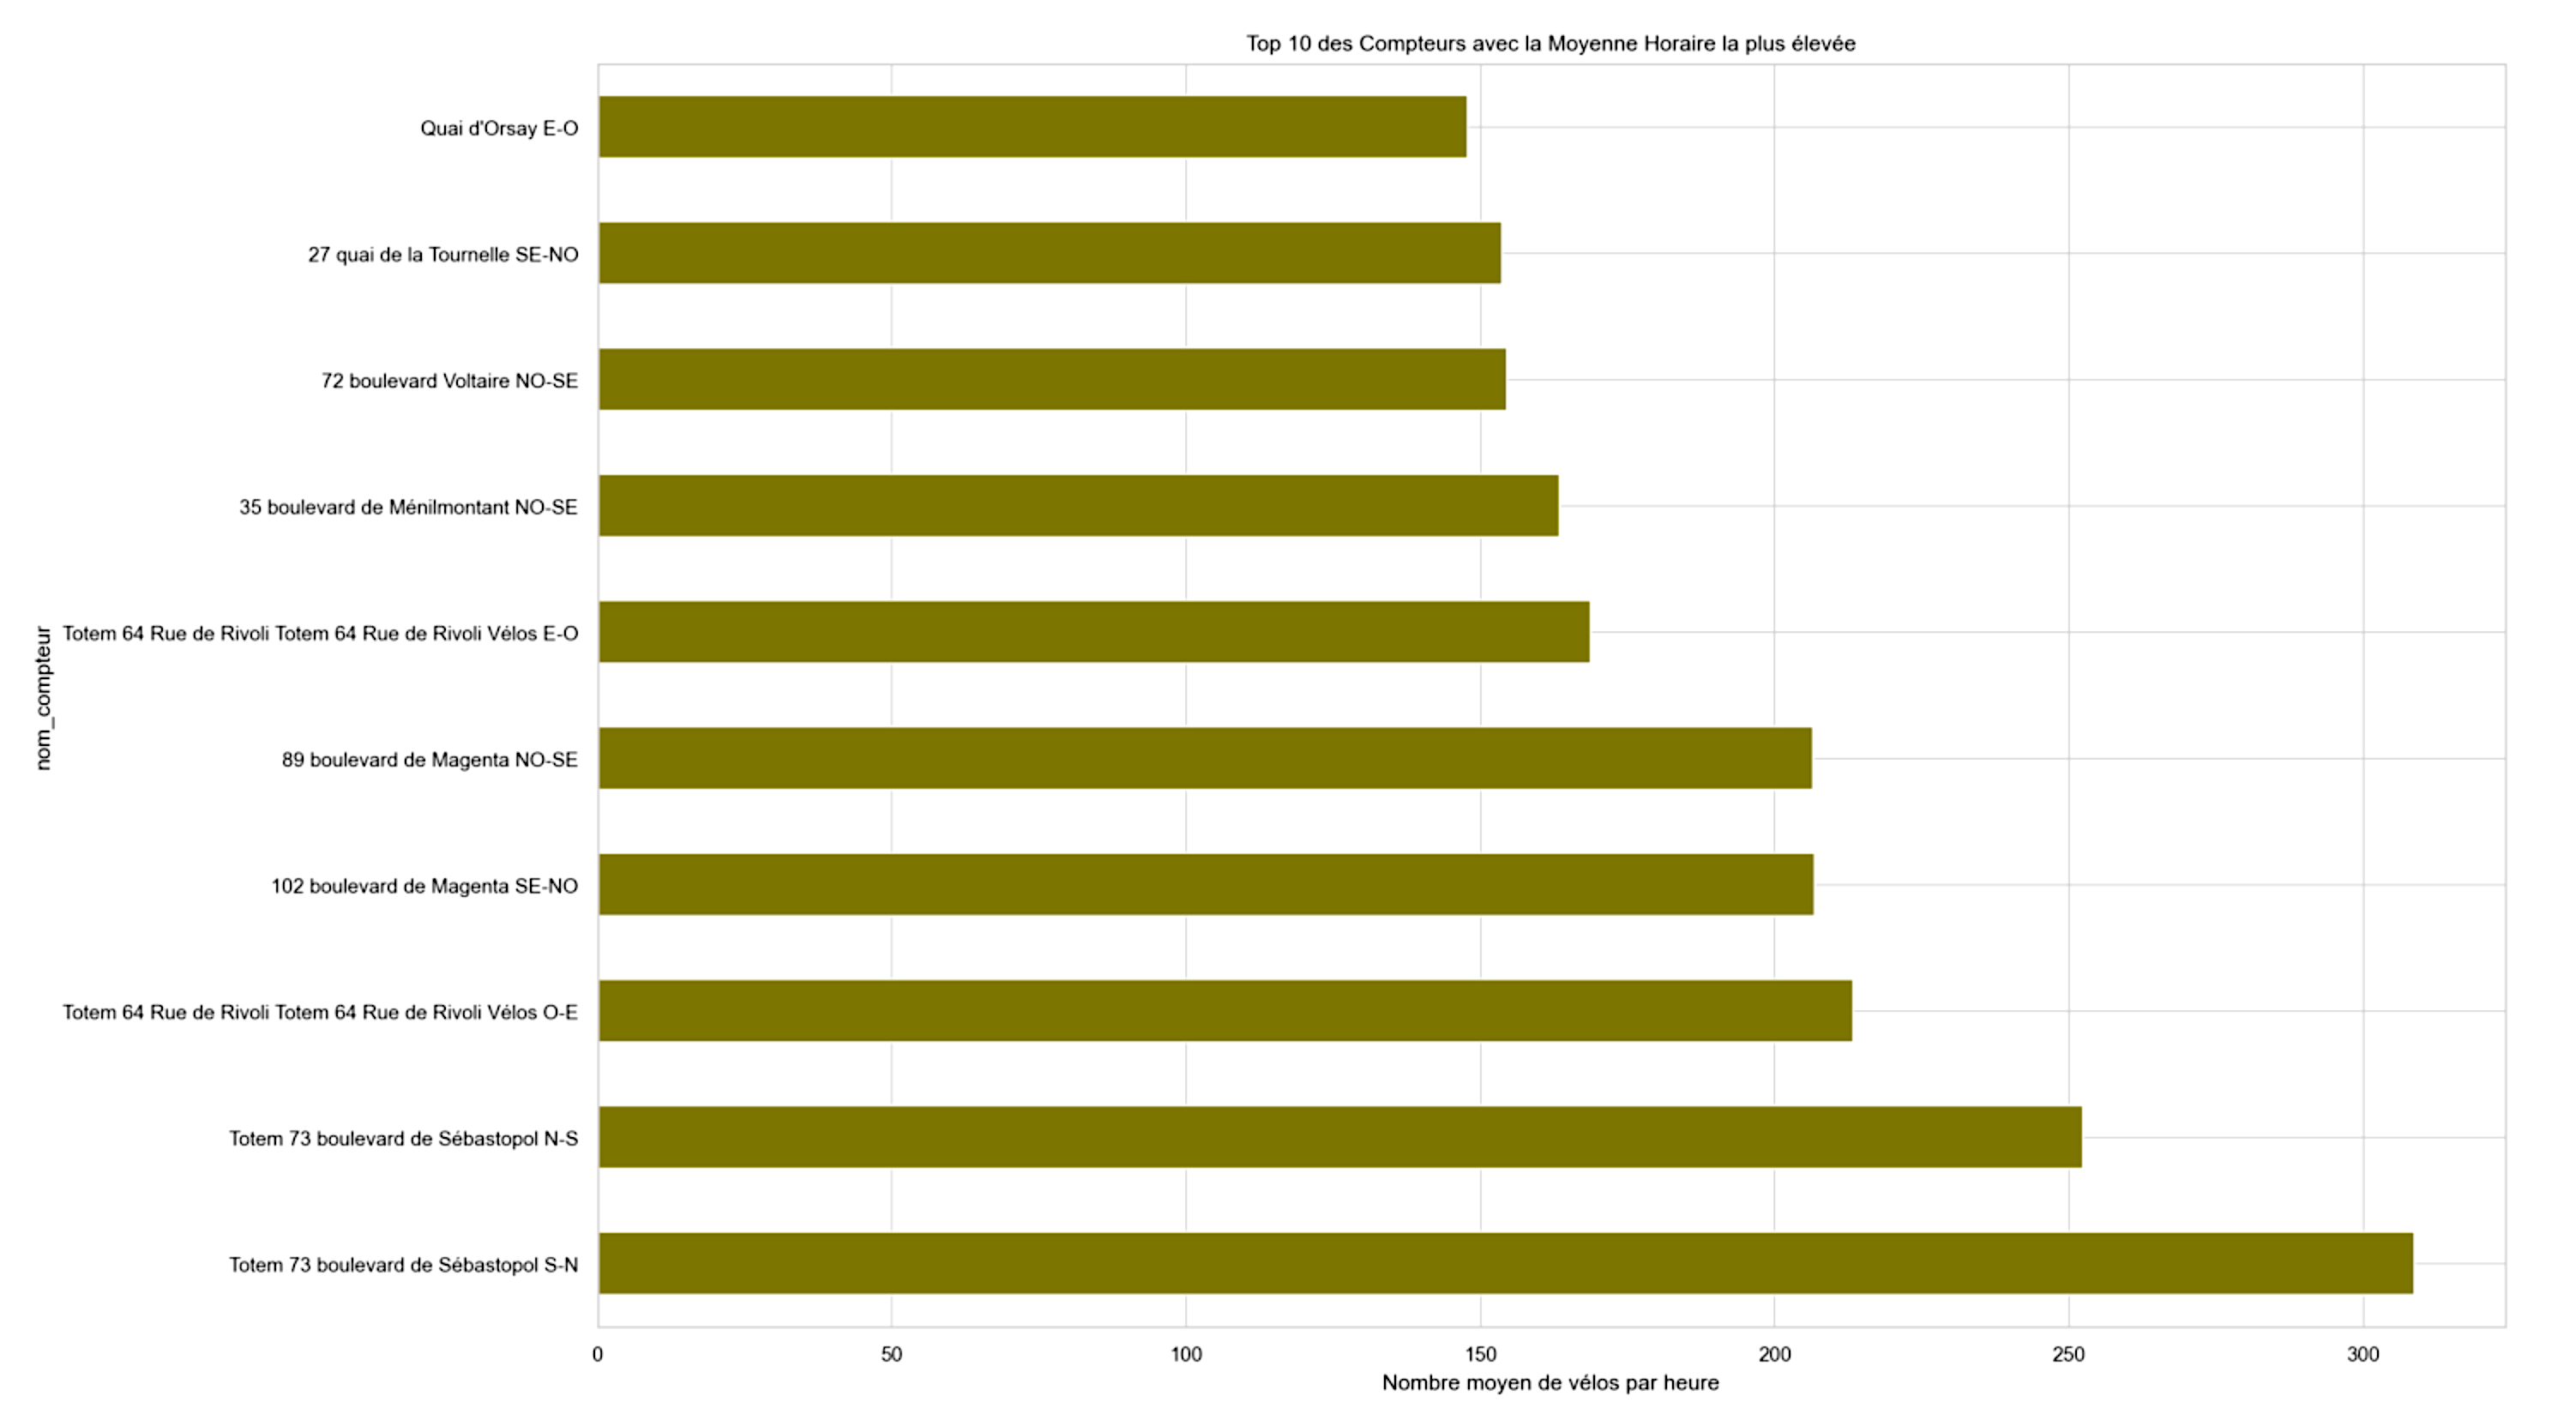 Top 10 des Compteurs avec la Moyenne Horaire la plus élevée
Quai d'Orsay E-O
27 quai de la Tournelle SE-NO
72 boulevard Voltaire NO-SE
35 boulevard de Ménilmontant NO-SE
Totem 64 Rue de Rivoli Totem 64 Rue de Rivoli Vélos E-O
89 boulevard de Magenta NO-SE
102 boulevard de Magenta SE-NO
Totem 64 Rue de Rivoli Totem 64 Rue de Rivoli Vélos O-E
Totem 73 boulevard de Sébastopol N-S
Totem 73 boulevard de Sébastopol S-N
nom_compteur
0 50 100 150 200 250 300
Nombre moyen de vélos par heure